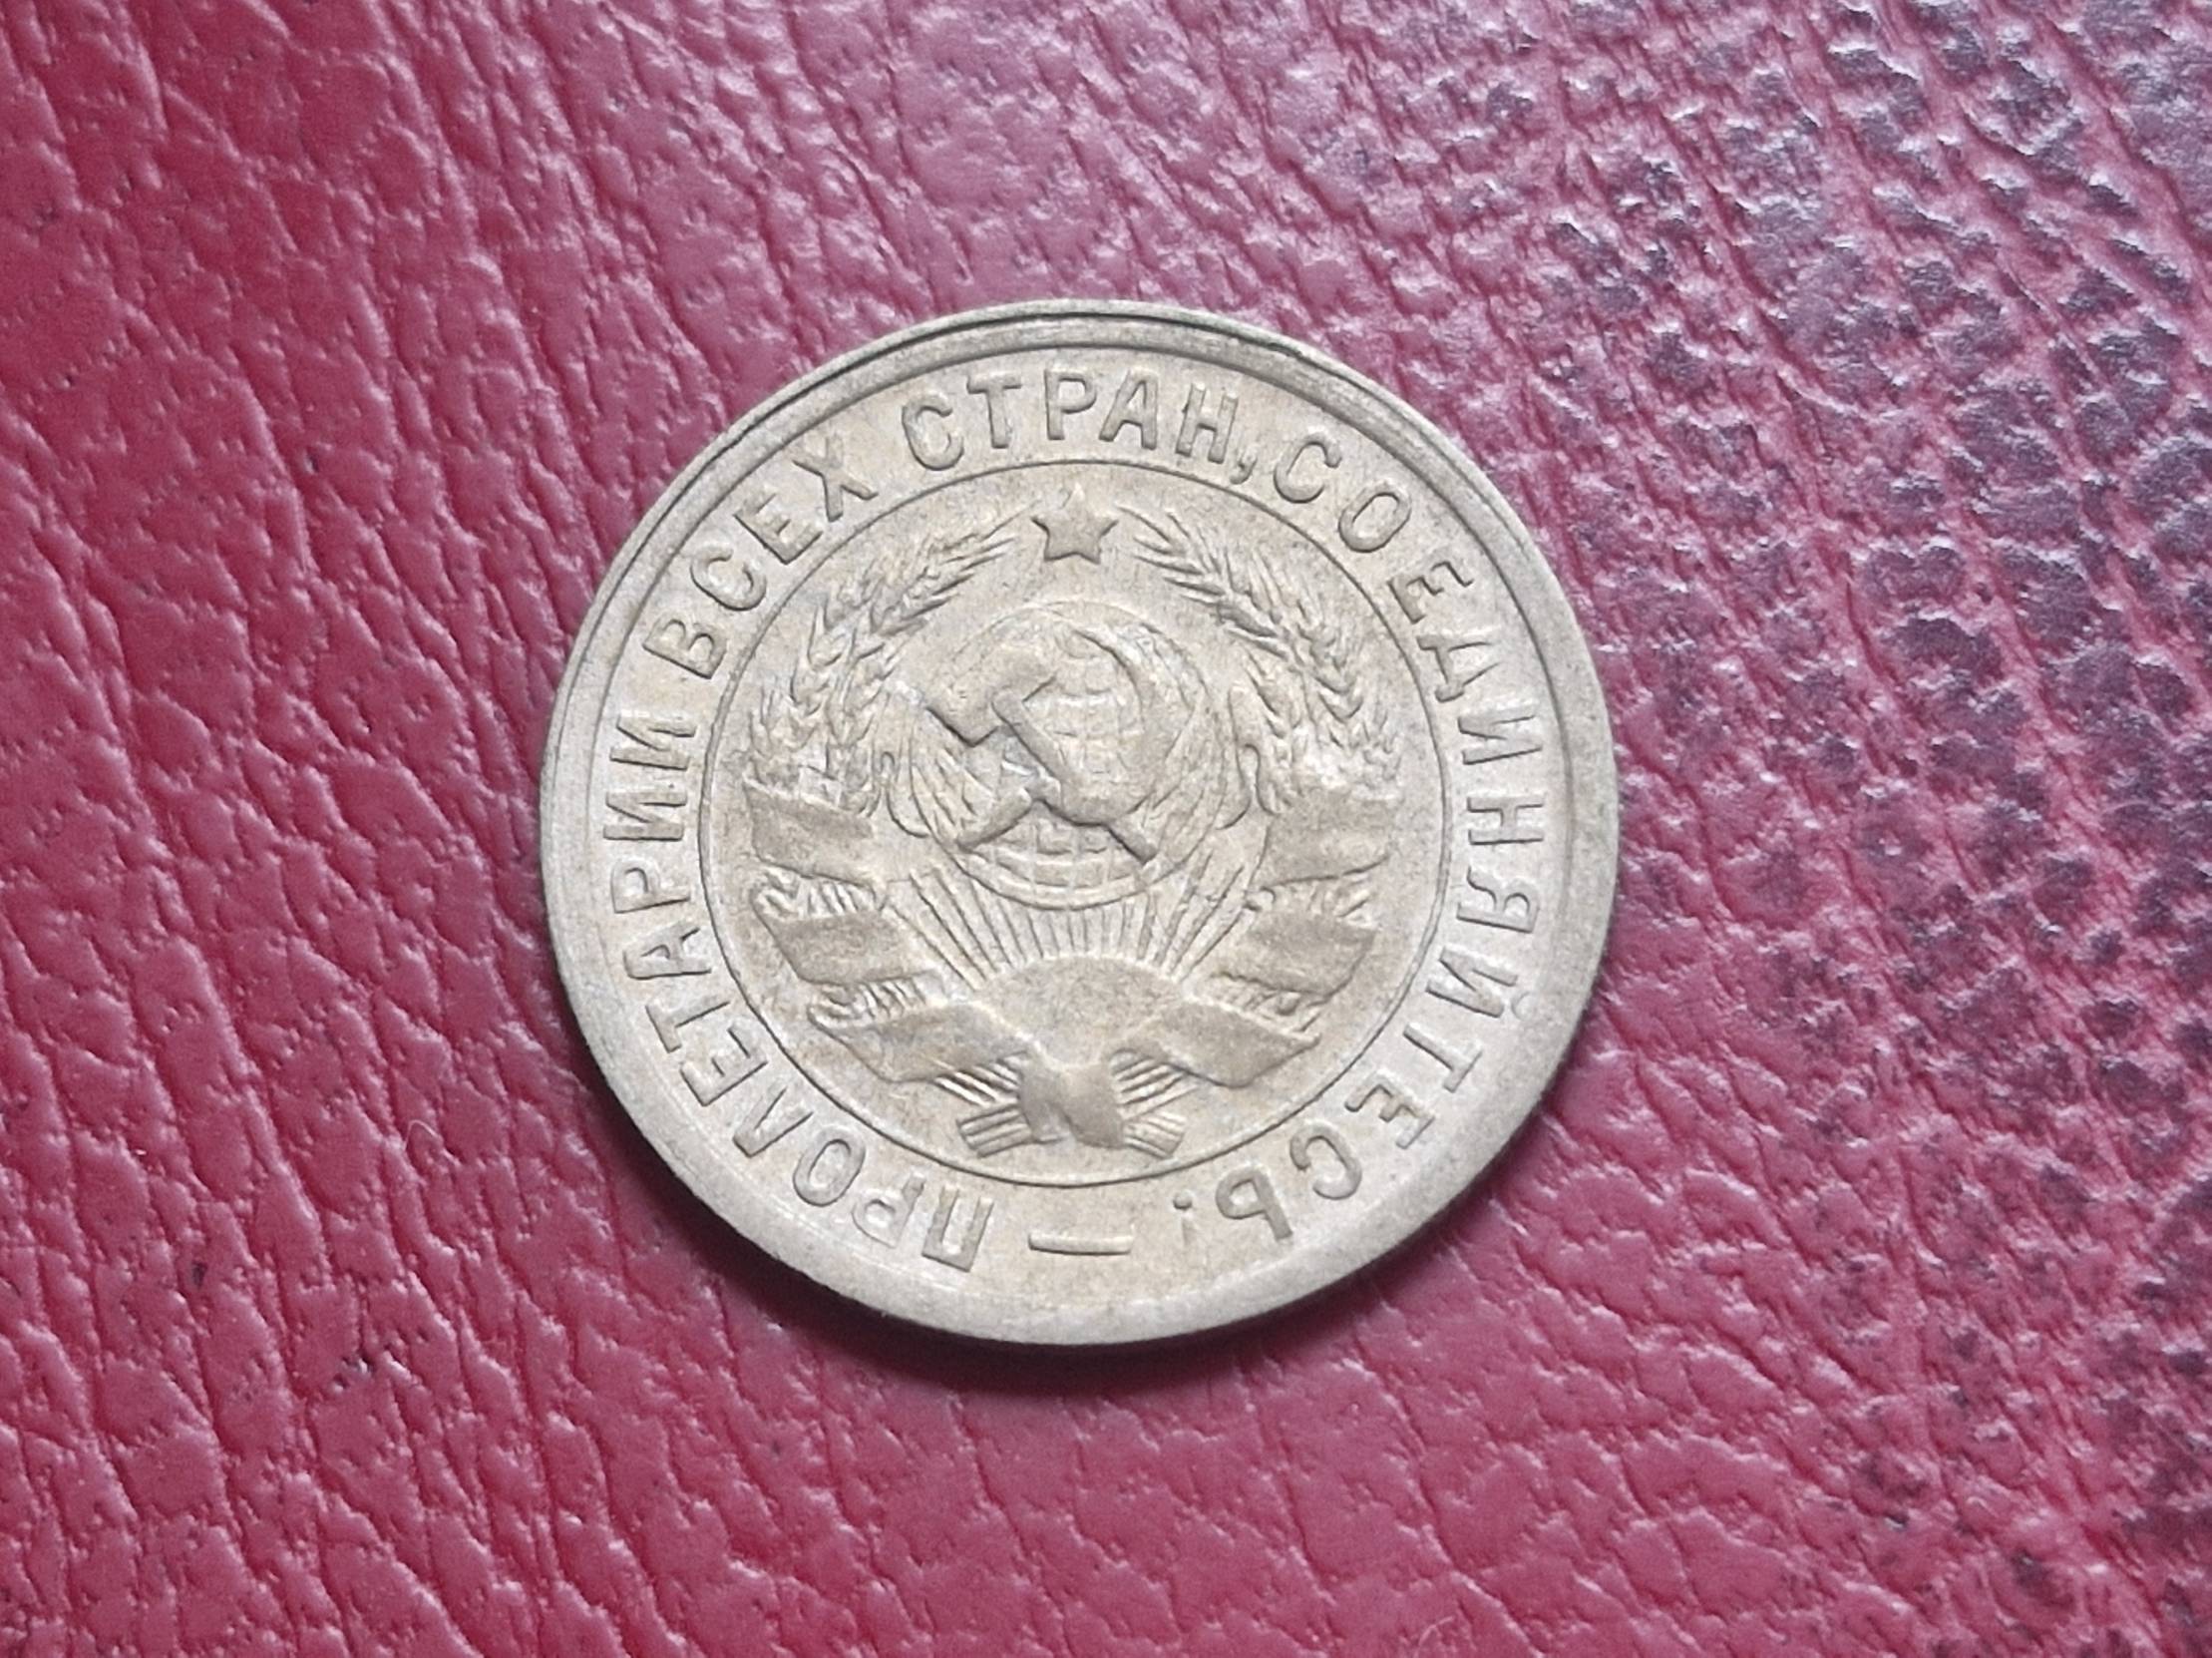 ПРОЛЕТАРИИ ВСЕХ СТРАН, СОЕДИНЯЙТЕСЬ! —